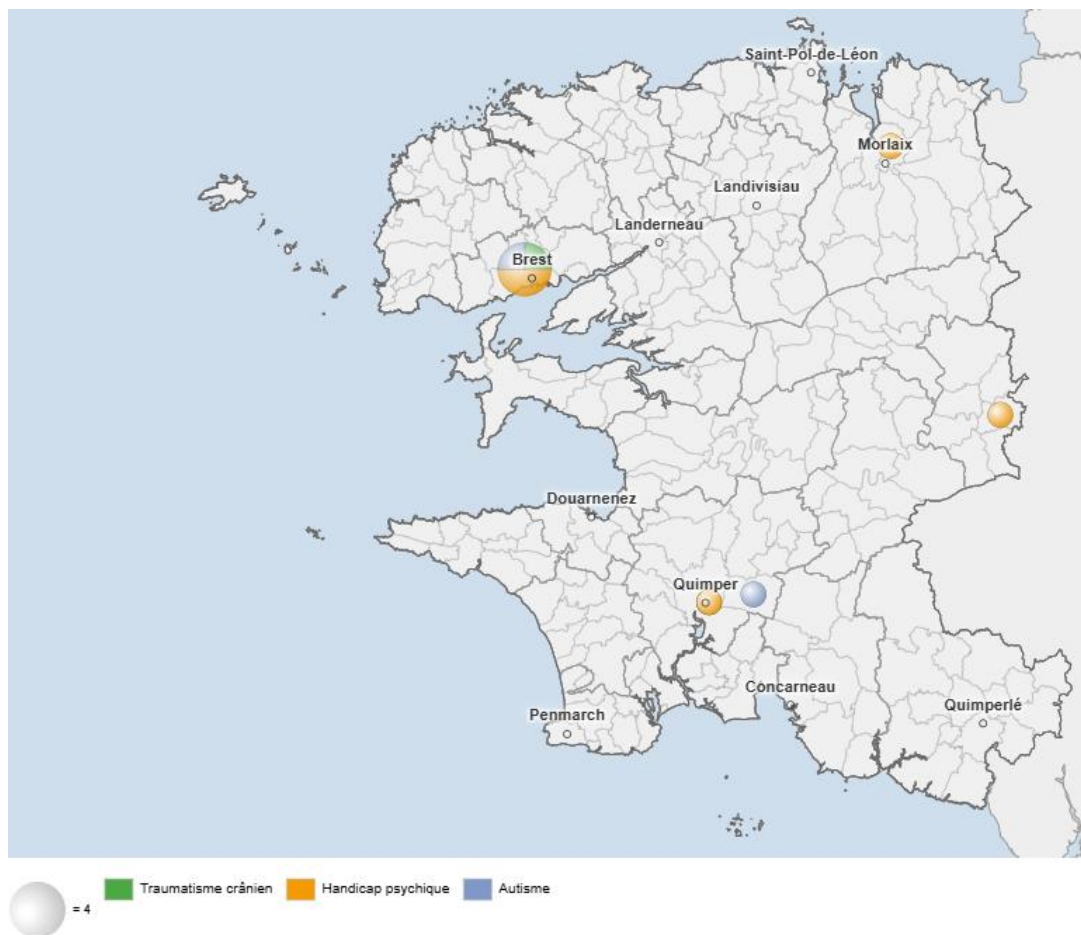 Saint-Pol-de-Léon
Morlaix
Landivisiau
Landerneau
Brest
Douarnenez
Quimper
Concarneau
Quimperlé
Penmarch
= 4
Traumatisme crânien
Handicap psychique
Autisme